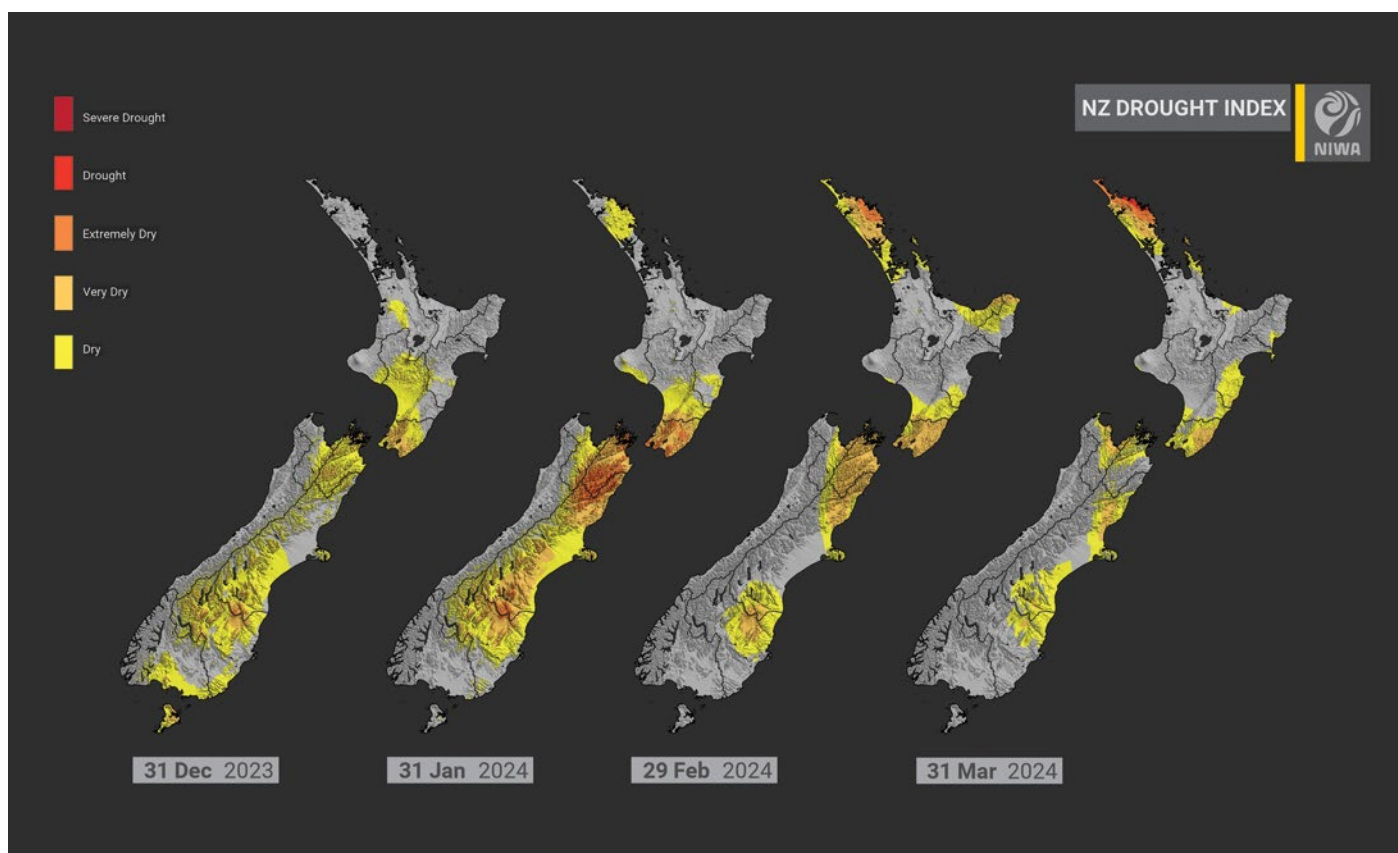 NZ DROUGHT INDEX
NIWA
Severe Drought
Drought
Extremely Dry
Very Dry
Dry
31 Dec 2023
31 Jan 2024
29 Feb 2024
31 Mar 2024